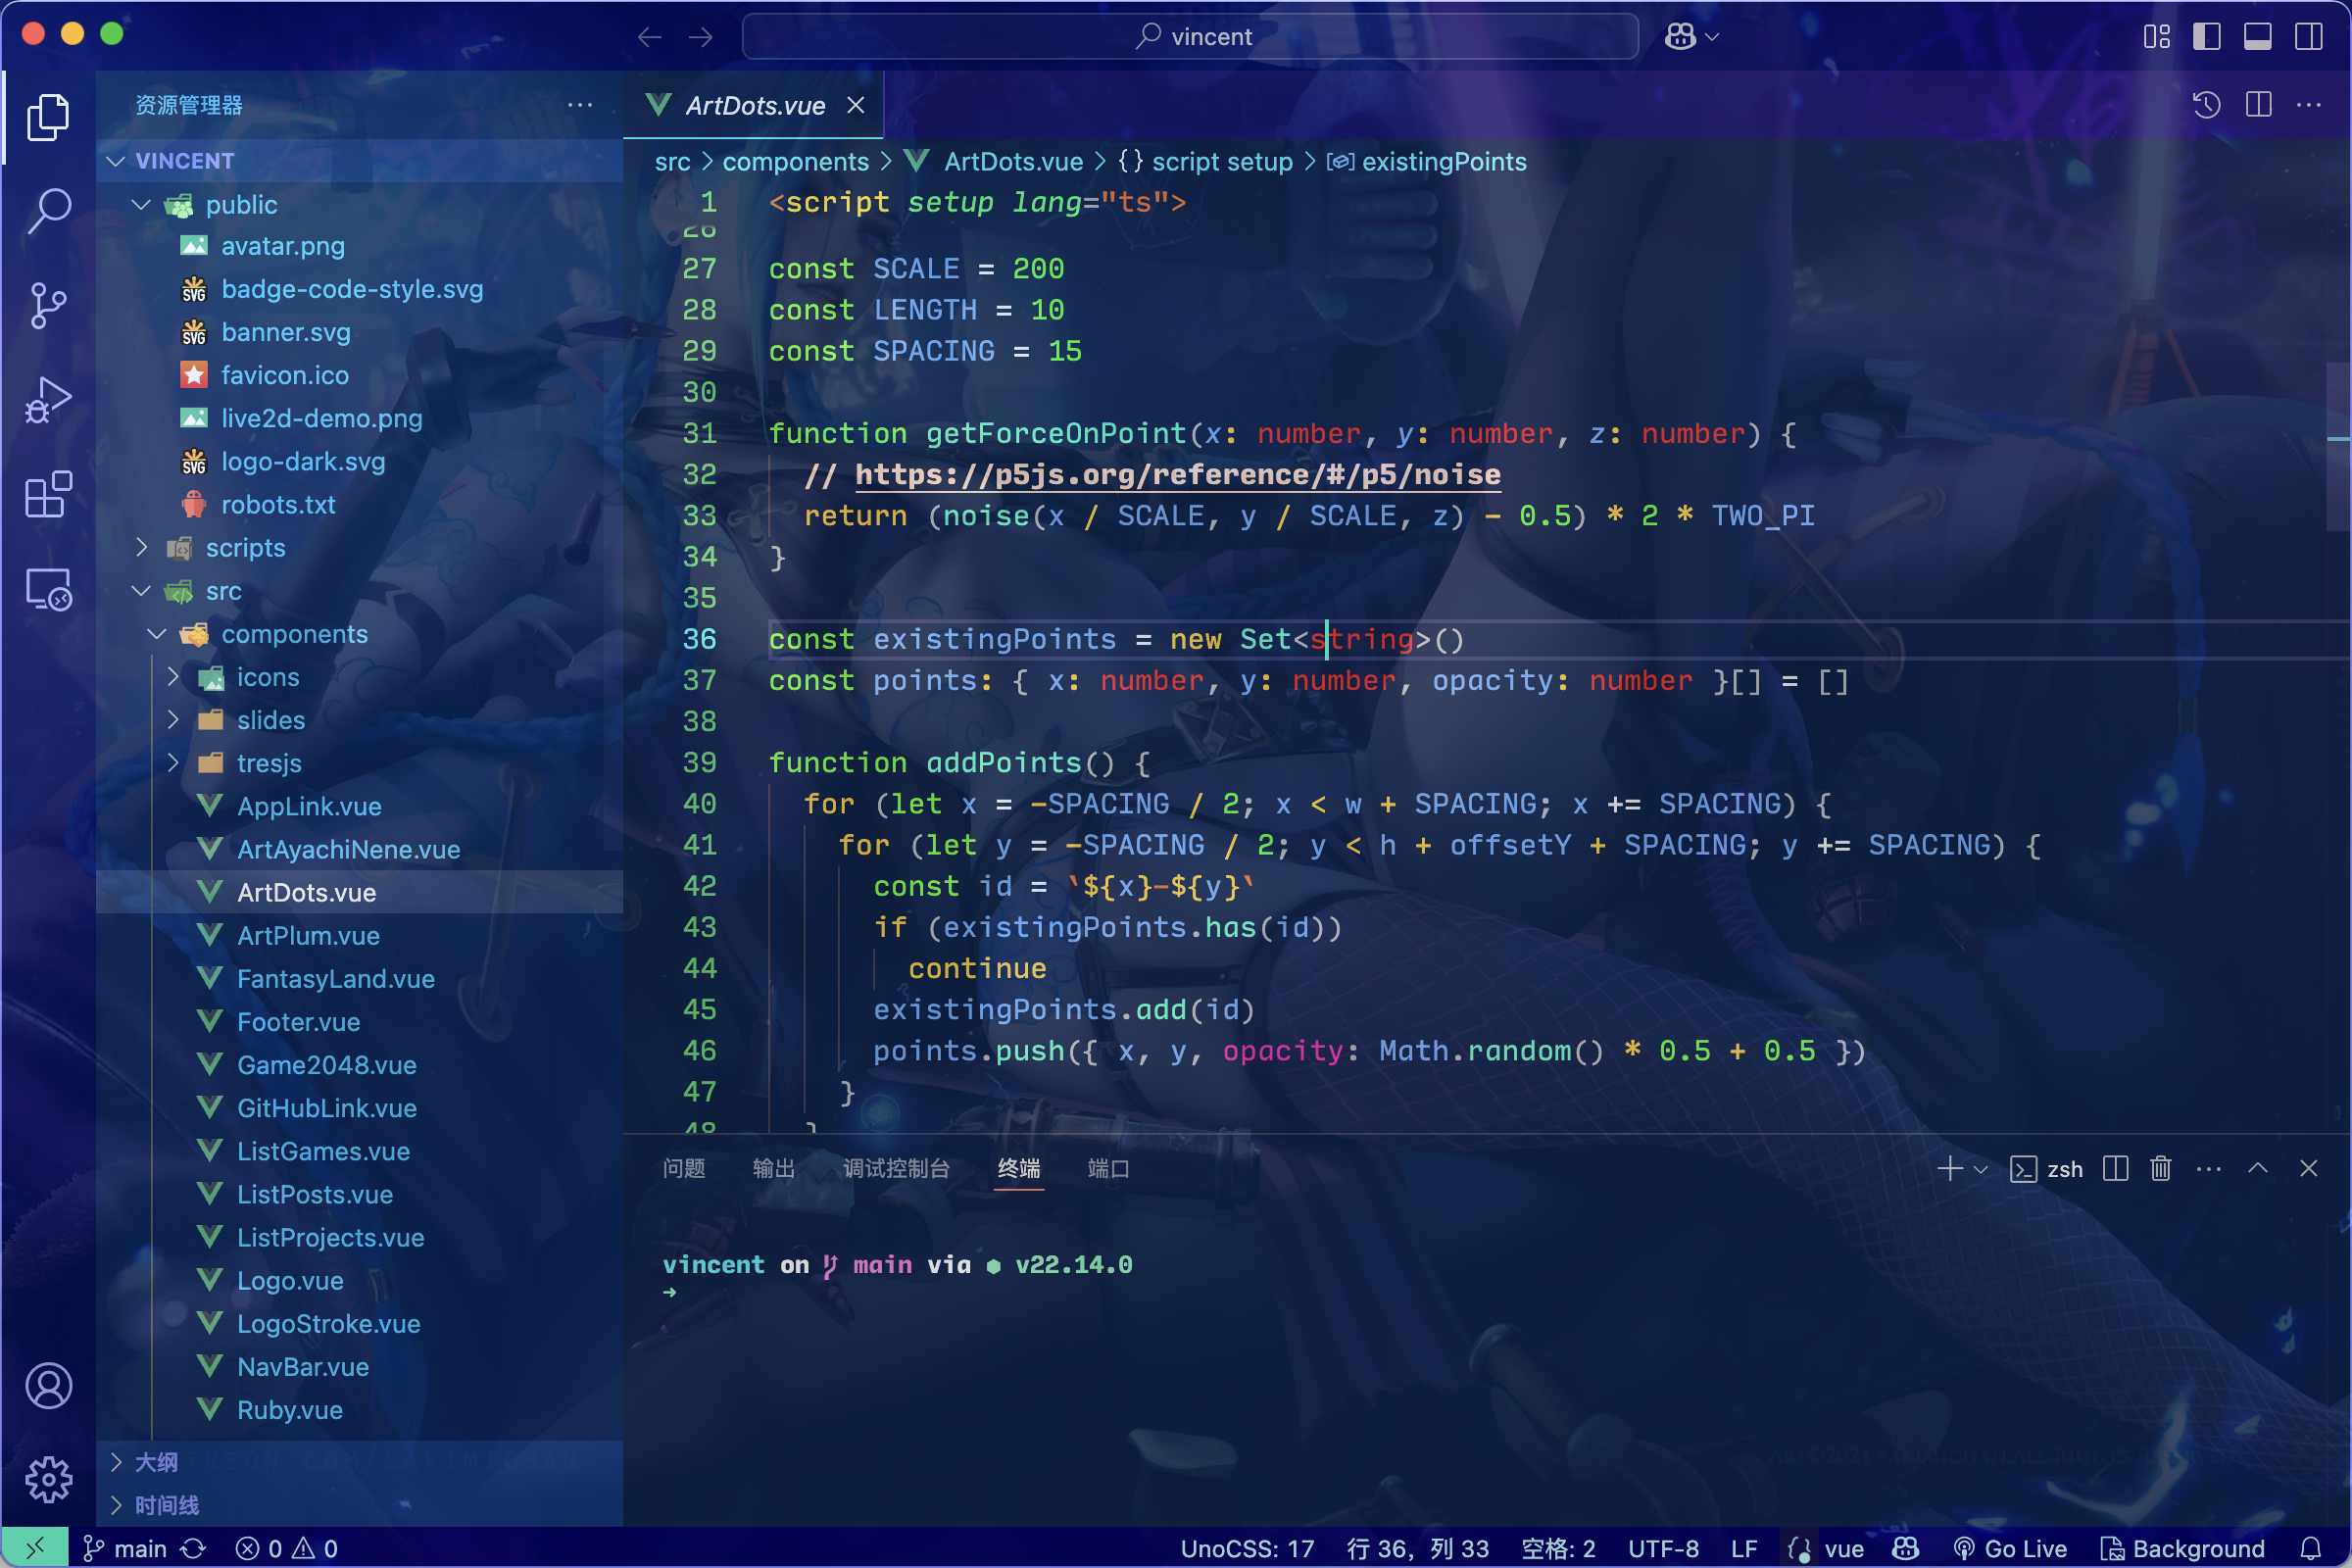 vincent
资源管理器
VINCENT
public
avatar.png
badge-code-style.svg
banner.svg
favicon.ico
live2d-demo.png
logo-dark.svg
robots.txt
scripts
src
components
icons
slides
tresjs
AppLink.vue
ArtAyachiNene.vue
ArtDots.vue
ArtPlum.vue
FantasyLand.vue
Footer.vue
Game2048.vue
GitHubLink.vue
ListGames.vue
ListPosts.vue
ListProjects.vue
Logo.vue
LogoStroke.vue
NavBar.vue
Ruby.vue
大纲
时间线
ArtDots.vue
src > components > ArtDots.vue > {} script setup > existingPoints
1 <script setup lang="ts">
26
27 const SCALE = 200
28 const LENGTH = 10
29 const SPACING = 15
30
31 function getForceOnPoint(x: number, y: number, z: number) {
32 // https://p5js.org/reference/#/p5/noise
33 return (noise(x / SCALE, y / SCALE, z) - 0.5) * 2 * TWO_PI
34 }
35
36 const existingPoints = new Set<string>()
37 const points: { x: number, y: number, opacity: number }[] = []
38
39 function addPoints() {
40 for (let x = -SPACING / 2; x < w + SPACING; x += SPACING) {
41 for (let y = -SPACING / 2; y < h + offsetY + SPACING; y += SPACING) {
42 const id = `${x}-${y}`
43 if (existingPoints.has(id))
44 continue
45 existingPoints.add(id)
46 points.push({ x, y, opacity: Math.random() * 0.5 + 0.5 })
47 }
48 }
问题 输出 调试控制台 终端 端口 zsh
vincent on main via v22.14.0
➜
main 0 0 UnoCSS: 17 行 36, 列 33 空格: 2 UTF-8 LF vue Go Live Background